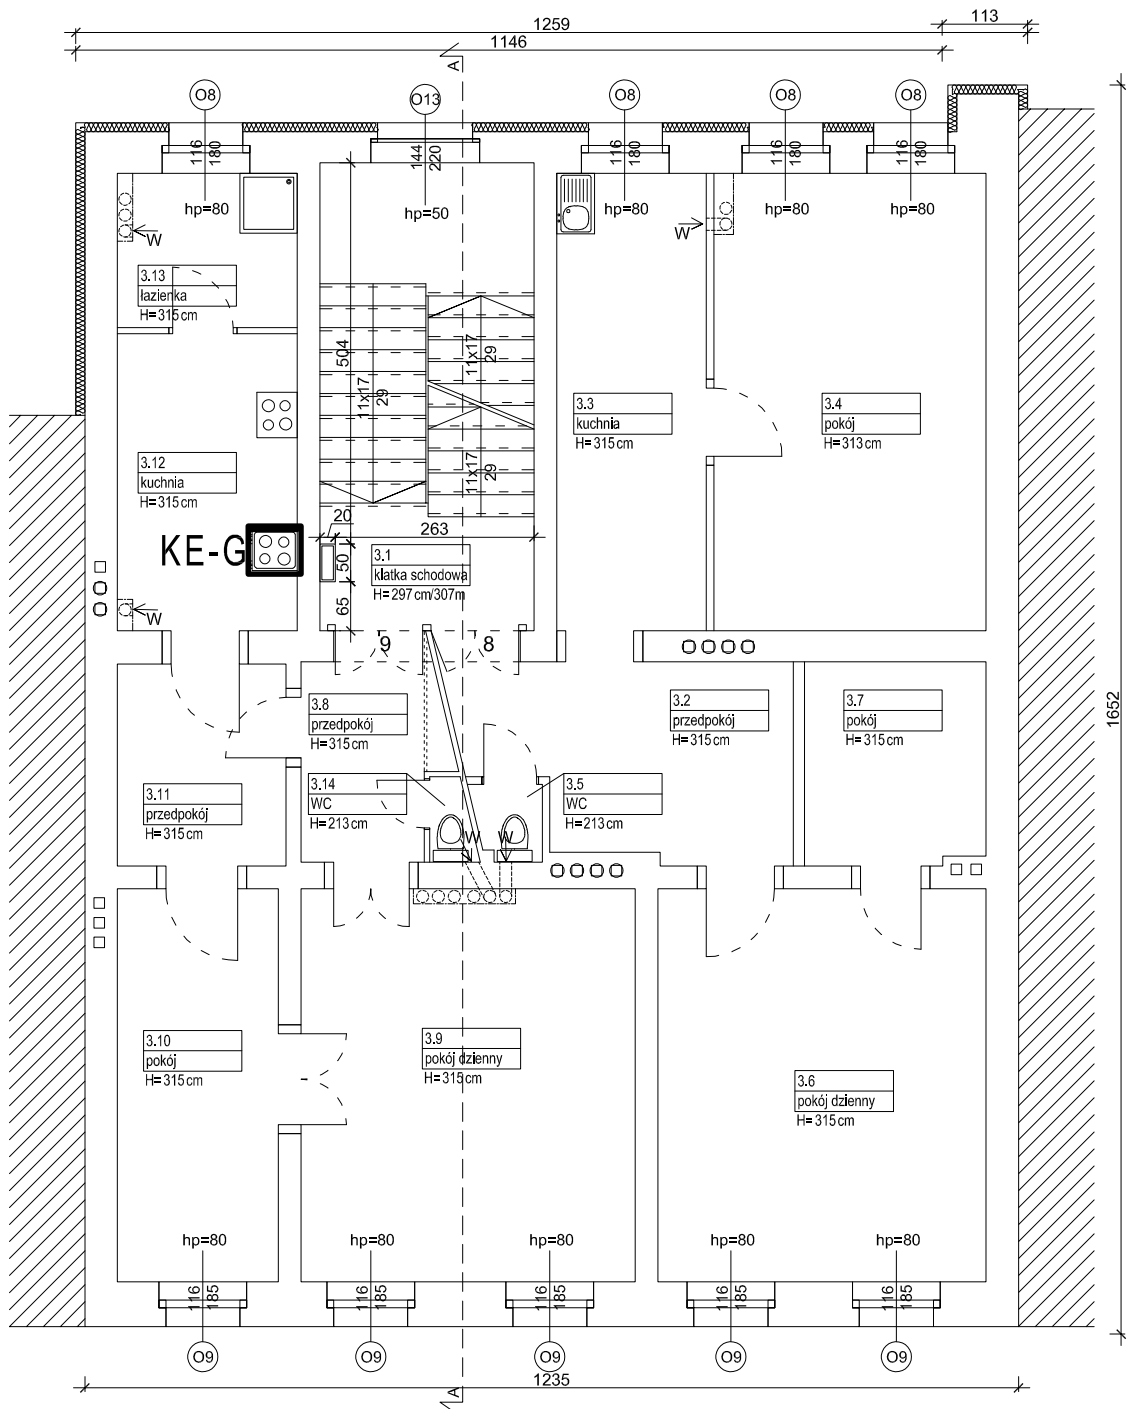 113
1259
1146
A
O8
O13
O8
O8
O8
116
180
144
220
116
180
116
180
116
180
hp=80
hp=50
hp=80
hp=80
hp=80
W
W
3.13
łazienka
H=315cm
504
11x17
29
11x17
29
11x17
29
3.3
kuchnia
H=315cm
3.4
pokój
H=313cm
3.12
kuchnia
H=315cm
20
263
KE-G
50
65
3.1
klatka schodowa
H=297cm/307m
W
9
8
3.8
przedpokój
H=315cm
3.2
przedpokój
H=315cm
3.7
pokój
H=315cm
1652
3.11
przedpokój
H=315cm
3.14
WC
H=213cm
3.5
WC
H=213cm
W
W
3.10
pokój
H=315cm
3.9
pokój dzienny
H=315cm
3.6
pokój dzienny
H=315cm
hp=80
hp=80
hp=80
hp=80
hp=80
116
185
116
185
116
185
116
185
116
185
O9
O9
O9
O9
O9
1235
A